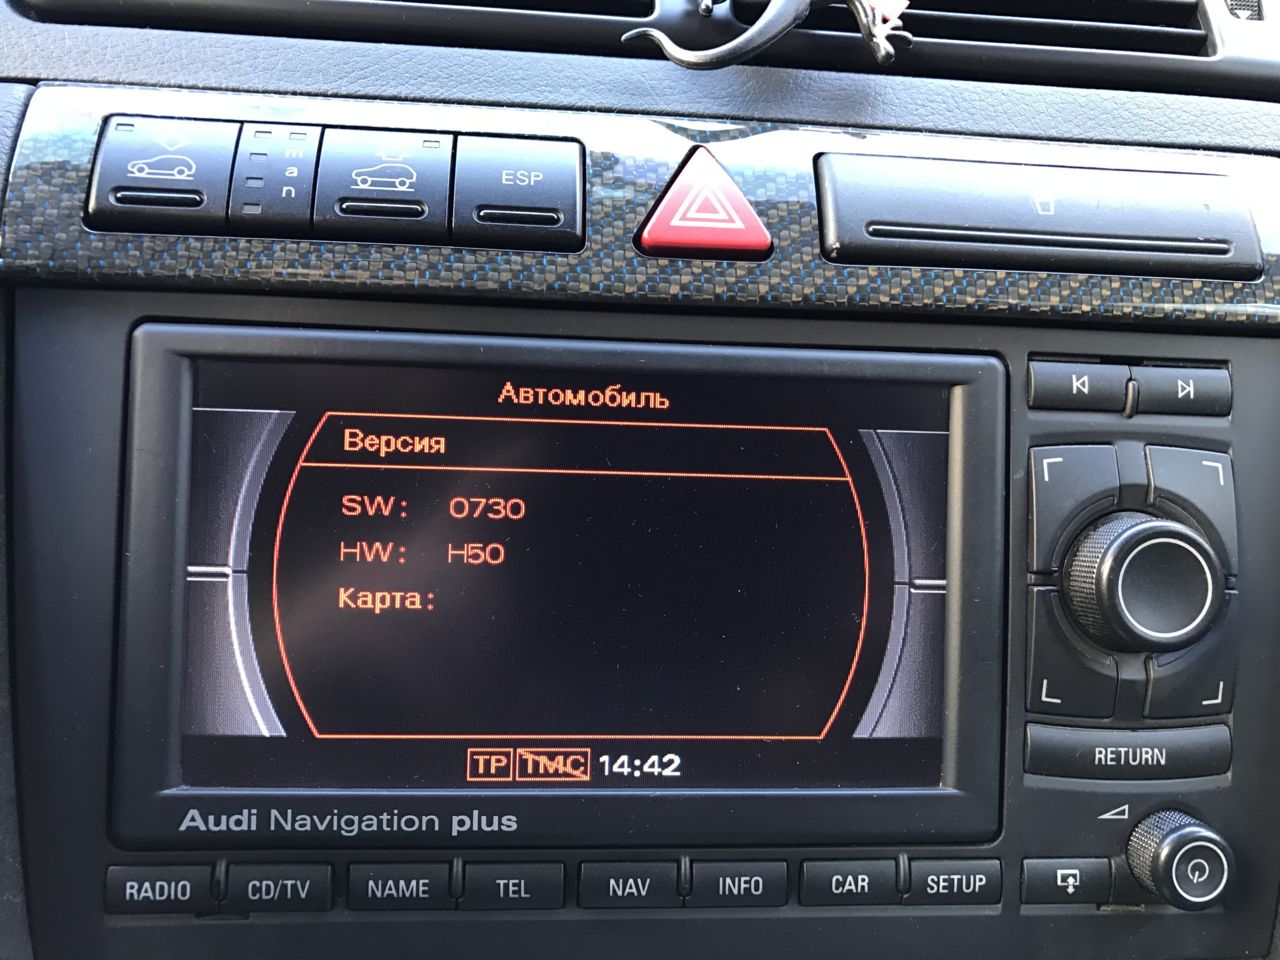 man
ESP
Автомобиль
Версия
SW: 0730
HW: H50
Карта:
TP TMC 14:42
Audi Navigation plus
RETURN
RADIO CD/TV NAME TEL NAV INFO CAR SETUP